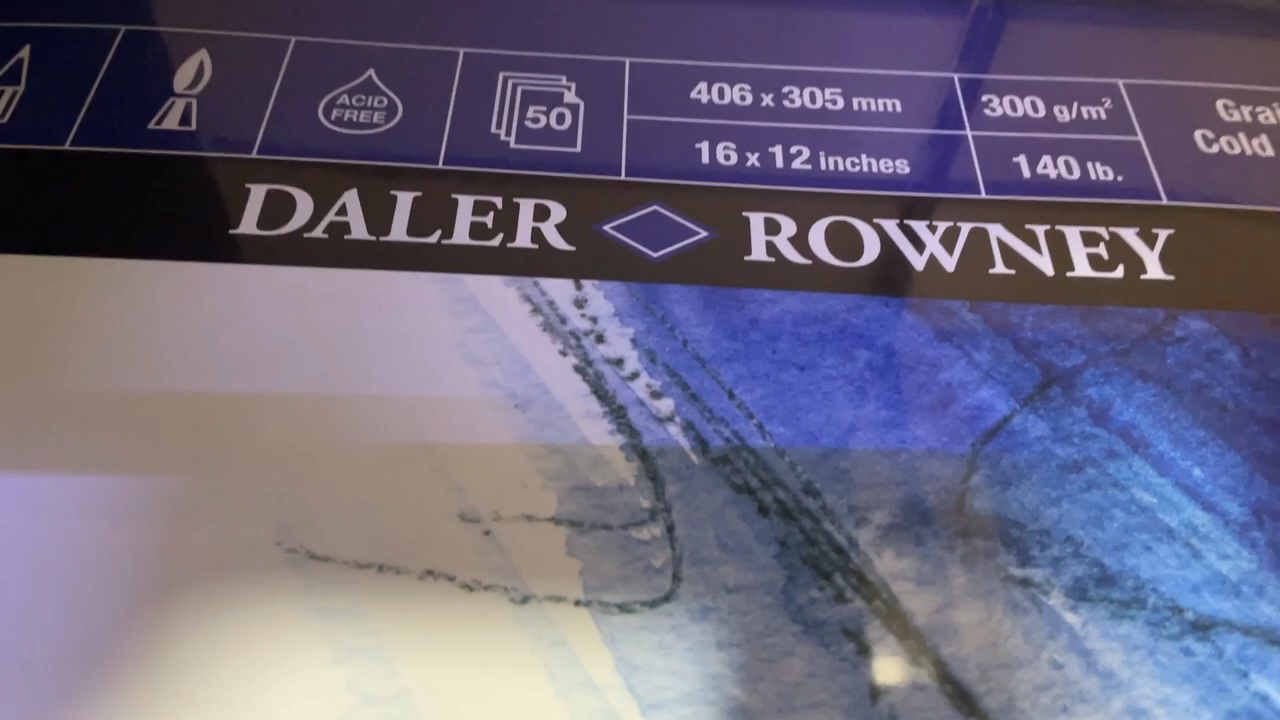 ACID
FREE
50
406 x 305 mm
16 x 12 inches
300 g/m²
140 lb.
Cold
DALER ROWNEY